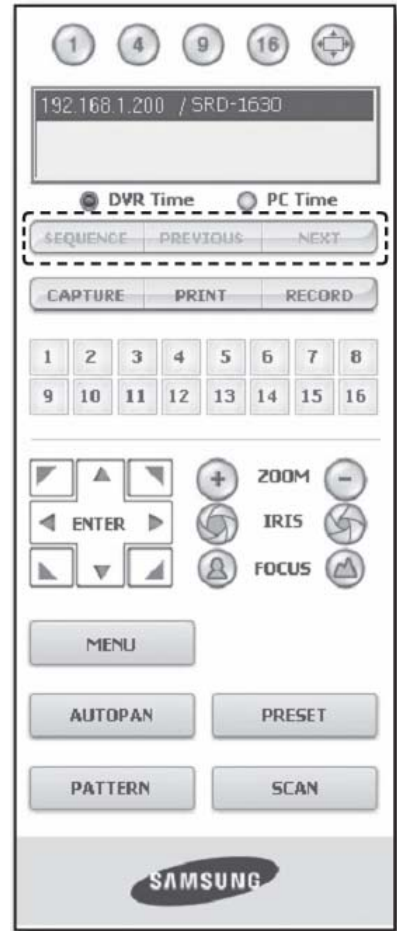 1 4 9 16
192.168.1.200 / SRD-1630
DVR Time PC Time
SEQUENCE PREVIOUS NEXT
CAPTURE PRINT RECORD
1 2 3 4 5 6 7 8
9 10 11 12 13 14 15 16
+ ZOOM -
ENTER IRIS
FOCUS
MENU
AUTOPAN PRESET
PATTERN SCAN
SAMSUNG